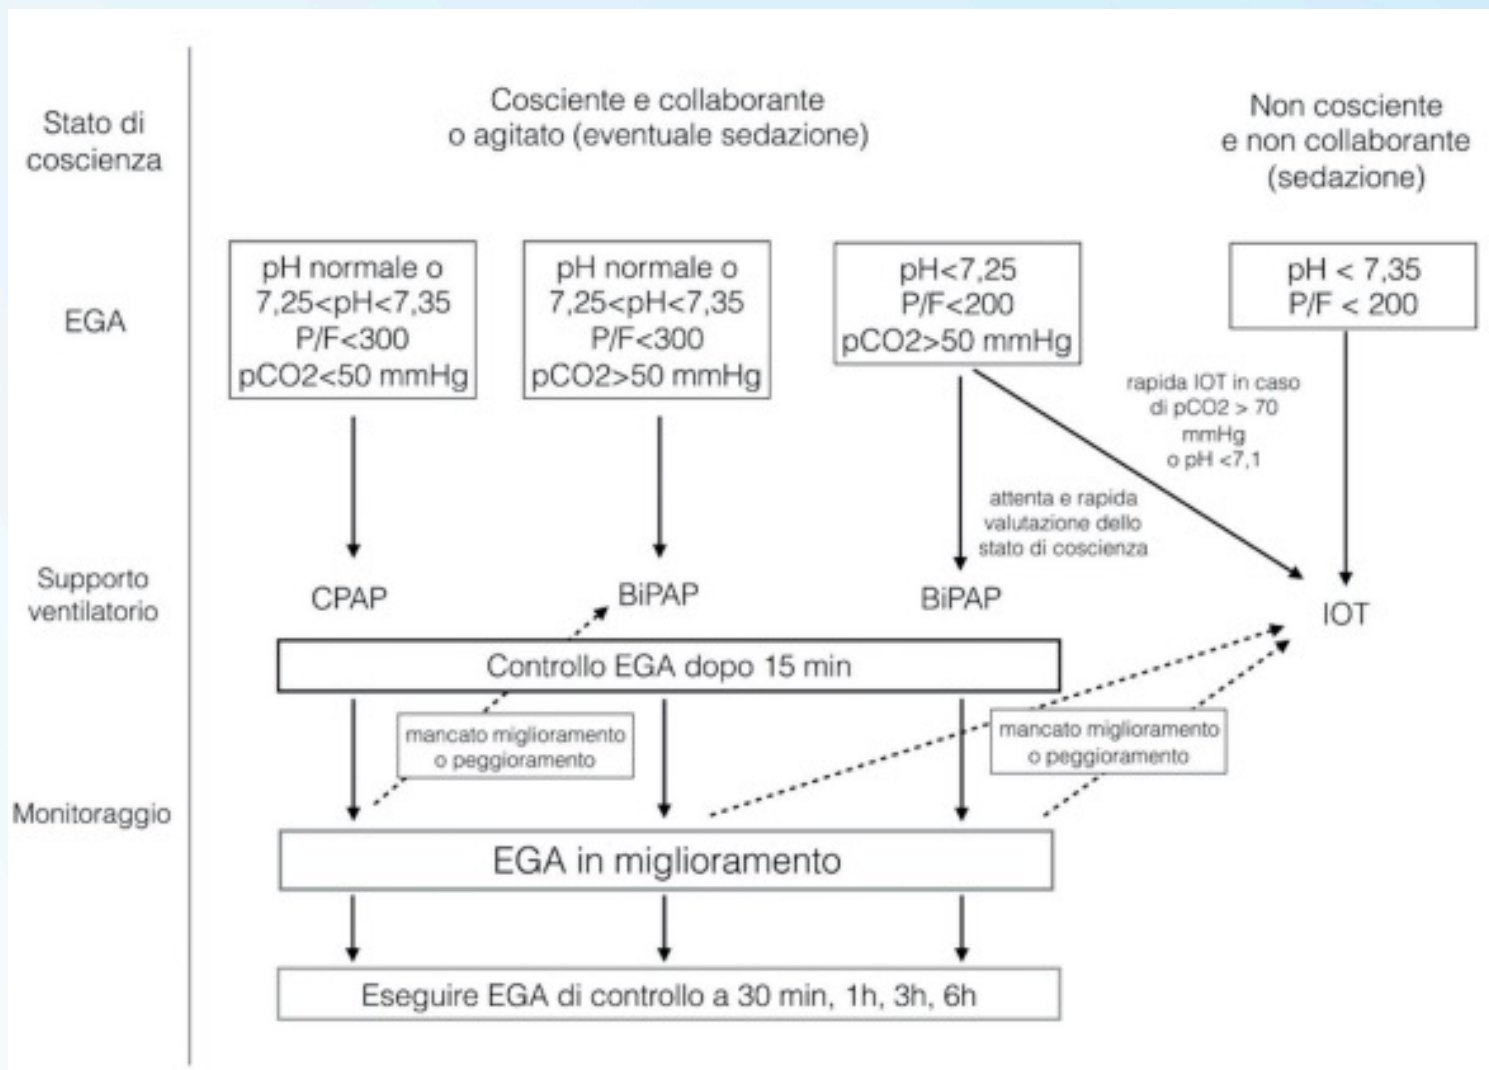 Stato di
coscienza
Cosciente e collaborante
o agitato (eventuale sedazione)
Non cosciente
e non collaborante
(sedazione)
EGA
pH normale o
7,25<pH<7,35
P/F<300
pCO2<50 mmHg
pH normale o
7,25<pH<7,35
P/F<300
pCO2>50 mmHg
pH<7,25
P/F<200
pCO2>50 mmHg
pH < 7,35
P/F < 200
rapida IOT in caso
di pCO2 > 70
mmHg
o pH <7,1
attenta e rapida
valutazione dello
stato di coscienza
Supporto
ventilatorio
CPAP
BiPAP
BiPAP
IOT
Controllo EGA dopo 15 min
mancato miglioramento
o peggioramento
mancato miglioramento
o peggioramento
Monitoraggio
EGA in miglioramento
Eseguire EGA di controllo a 30 min, 1h, 3h, 6h